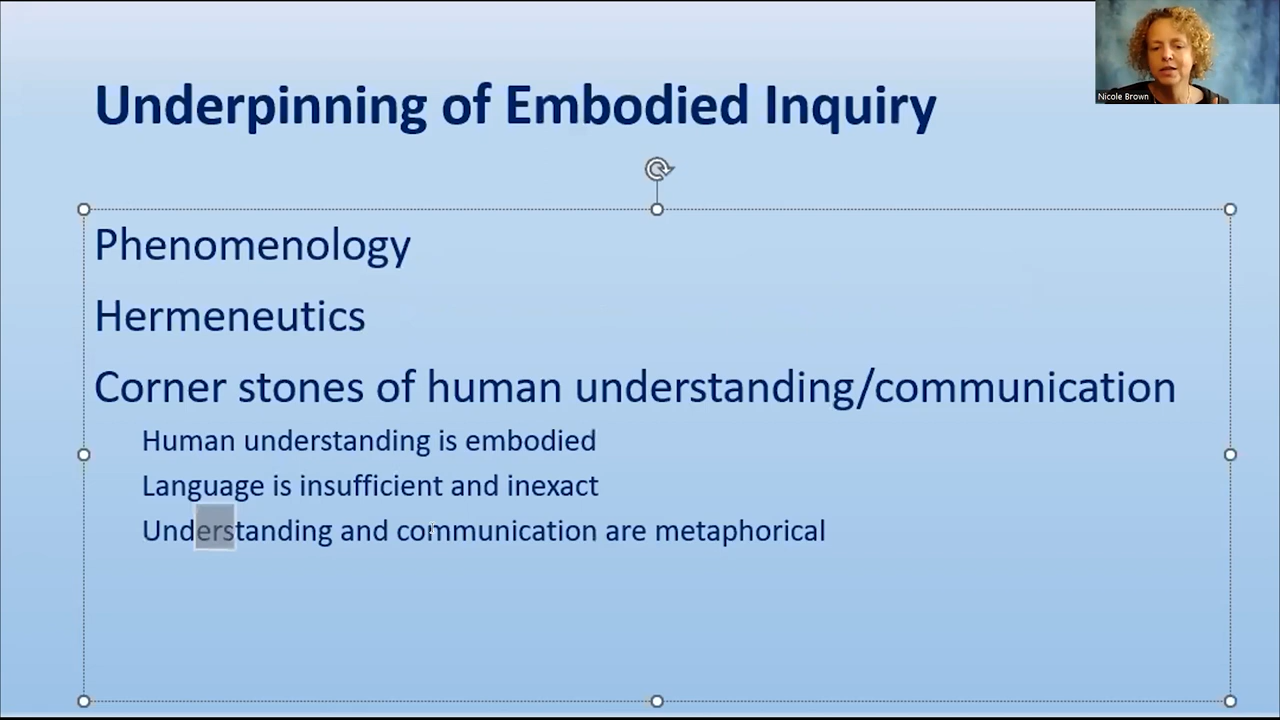 Underpinning of Embodied Inquiry
Nicole Brown
Phenomenology
Hermeneutics
Corner stones of human understanding/communication
Human understanding is embodied
Language is insufficient and inexact
Understanding and communication are metaphorical